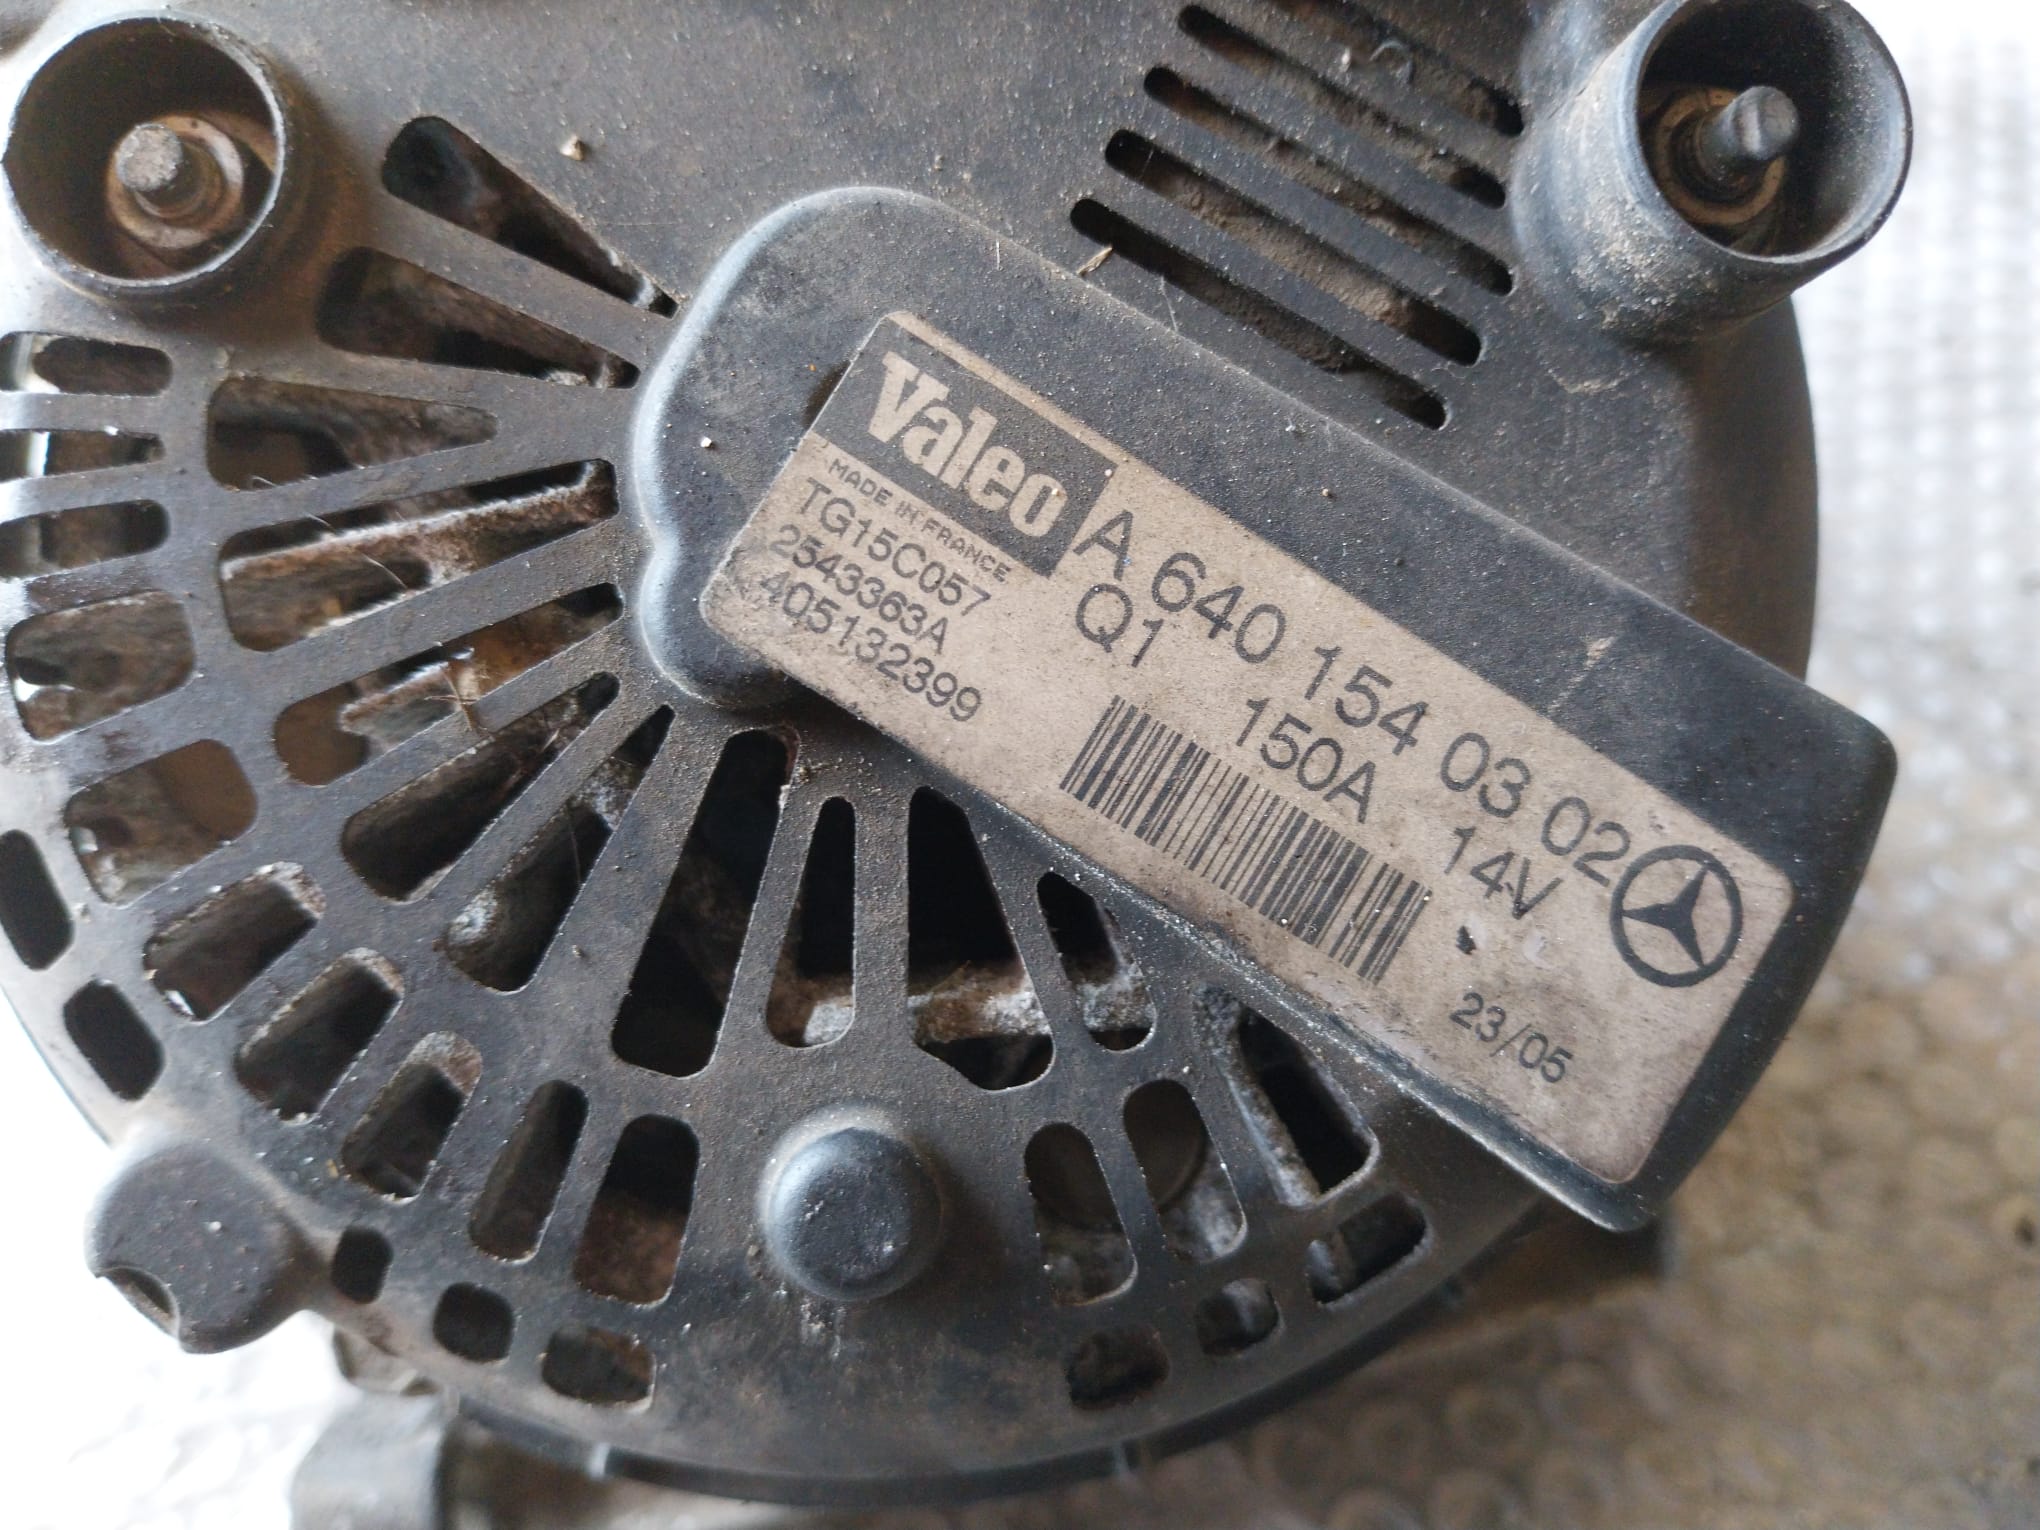 Valeo
MADE IN FRANCE
TG15C057
2543363A
405132399
A 640 154 03 02
Q1 150A 14V
23/05